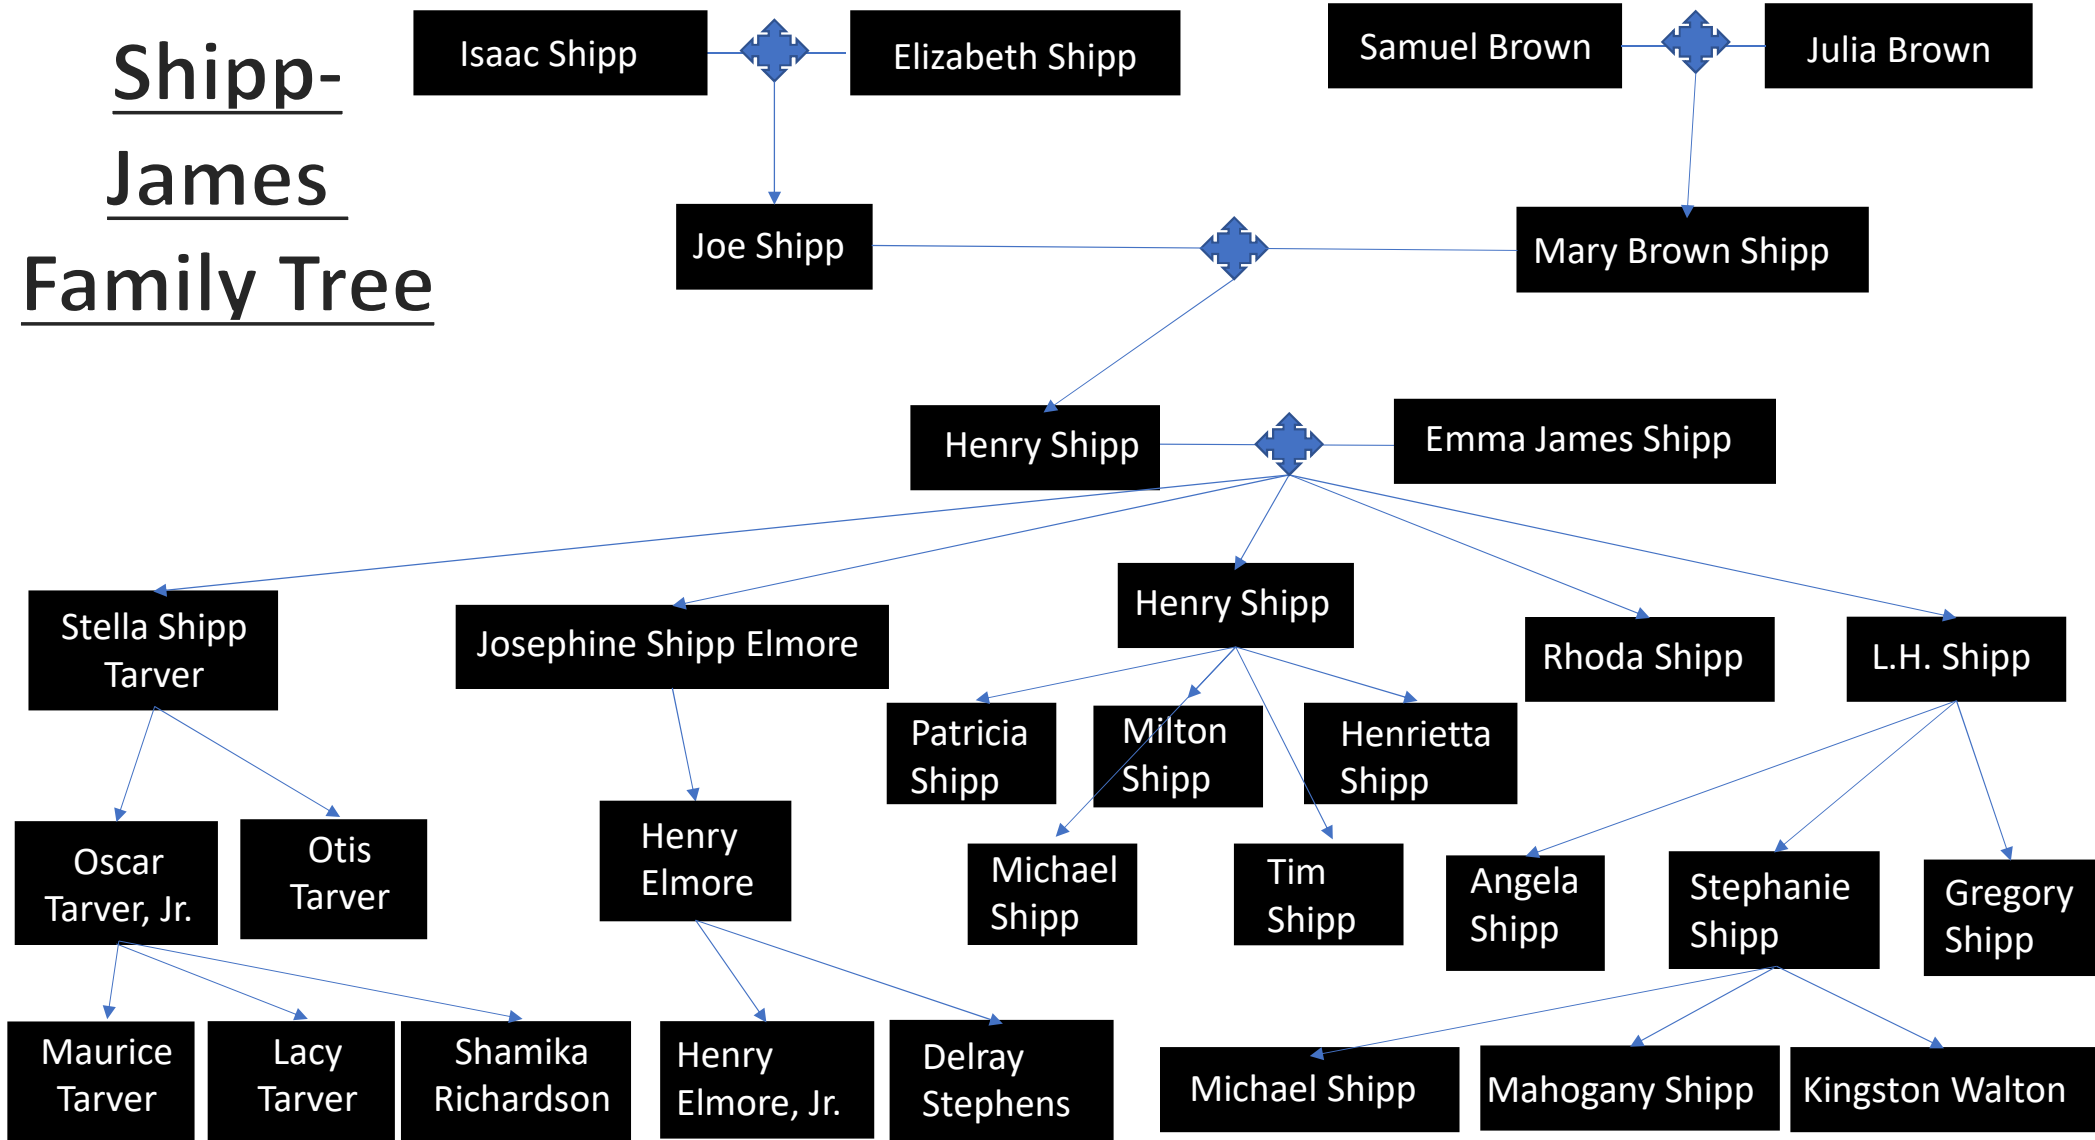 Shipp-
James
Family Tree
Isaac Shipp
Elizabeth Shipp
Samuel Brown
Julia Brown
Joe Shipp
Mary Brown Shipp
Henry Shipp
Emma James Shipp
Stella Shipp
Tarver
Josephine Shipp Elmore
Henry Shipp
Rhoda Shipp
L.H. Shipp
Patricia
Shipp
Milton
Shipp
Henrietta
Shipp
Oscar
Tarver, Jr.
Otis
Tarver
Henry
Elmore
Michael
Shipp
Tim
Shipp
Angela
Shipp
Stephanie
Shipp
Gregory
Shipp
Maurice
Tarver
Lacy
Tarver
Shamika
Richardson
Henry
Elmore, Jr.
Delray
Stephens
Michael Shipp
Mahogany Shipp
Kingston Walton